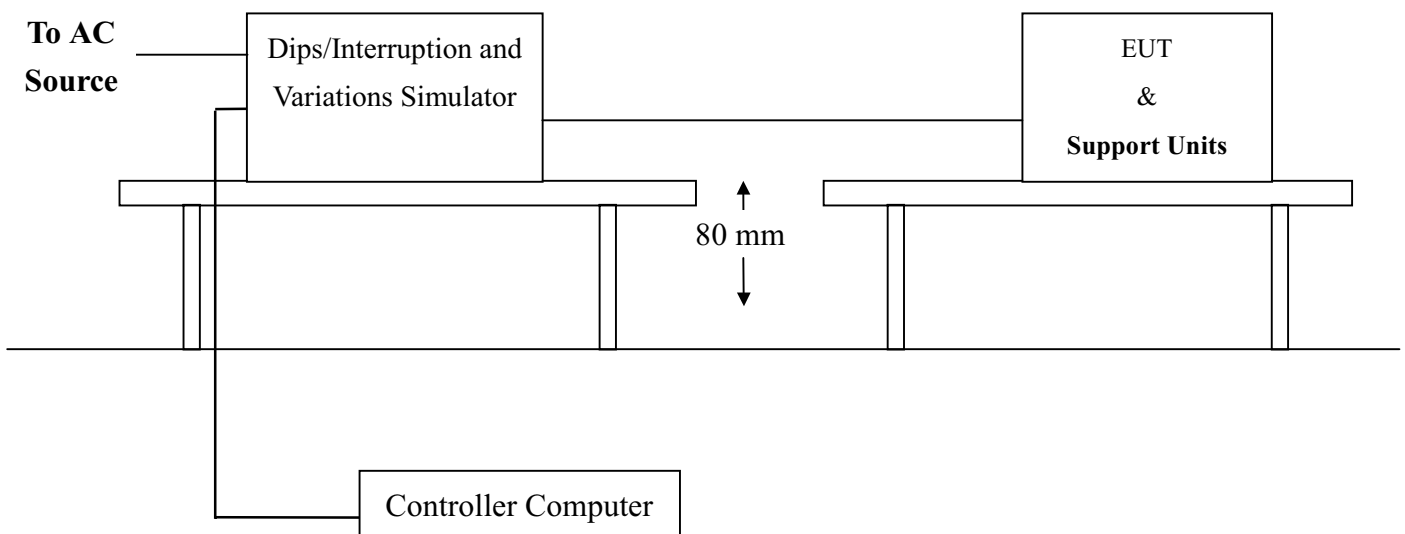 To AC
Source
Dips/Interruption and
Variations Simulator
EUT
&
Support Units
80 mm
Controller Computer